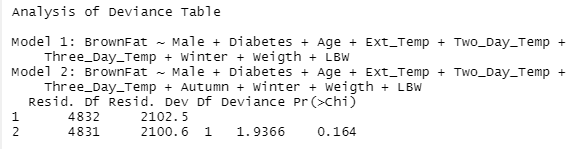 Analysis of Deviance Table
Model 1: BrownFat ~ Male + Diabetes + Age + Ext_Temp + Two_Day_Temp +
Three_Day_Temp + Winter + Weigth + LBW
Model 2: BrownFat ~ Male + Diabetes + Age + Ext_Temp + Two_Day_Temp +
Three_Day_Temp + Autumn + Winter + Weigth + LBW
Resid. Df Resid. Dev Df Deviance Pr(>Chi)
1 4832 2102.5
2 4831 2100.6 1 1.9366 0.164